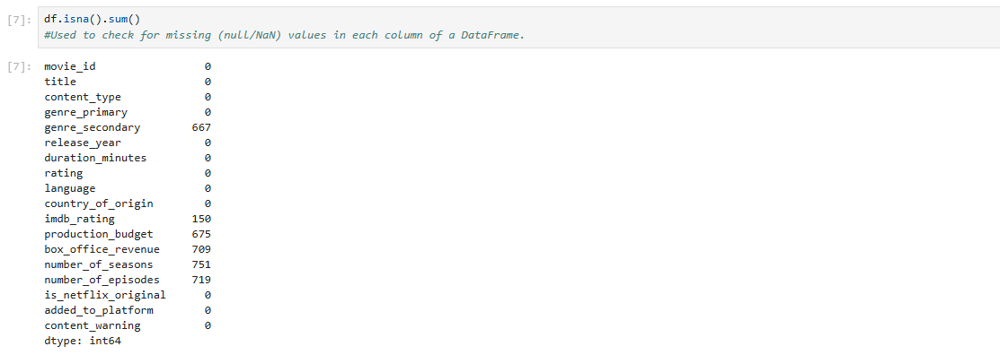 [7]: df.isna().sum()
#Used to check for missing (null/NaN) values in each column of a DataFrame.
[7]: movie_id 0
title 0
content_type 0
genre_primary 0
genre_secondary 667
release_year 0
duration_minutes 0
rating 0
language 0
country_of_origin 0
imdb_rating 150
production_budget 675
box_office_revenue 709
number_of_seasons 751
number_of_episodes 719
is_netflix_original 0
added_to_platform 0
content_warning 0
dtype: int64